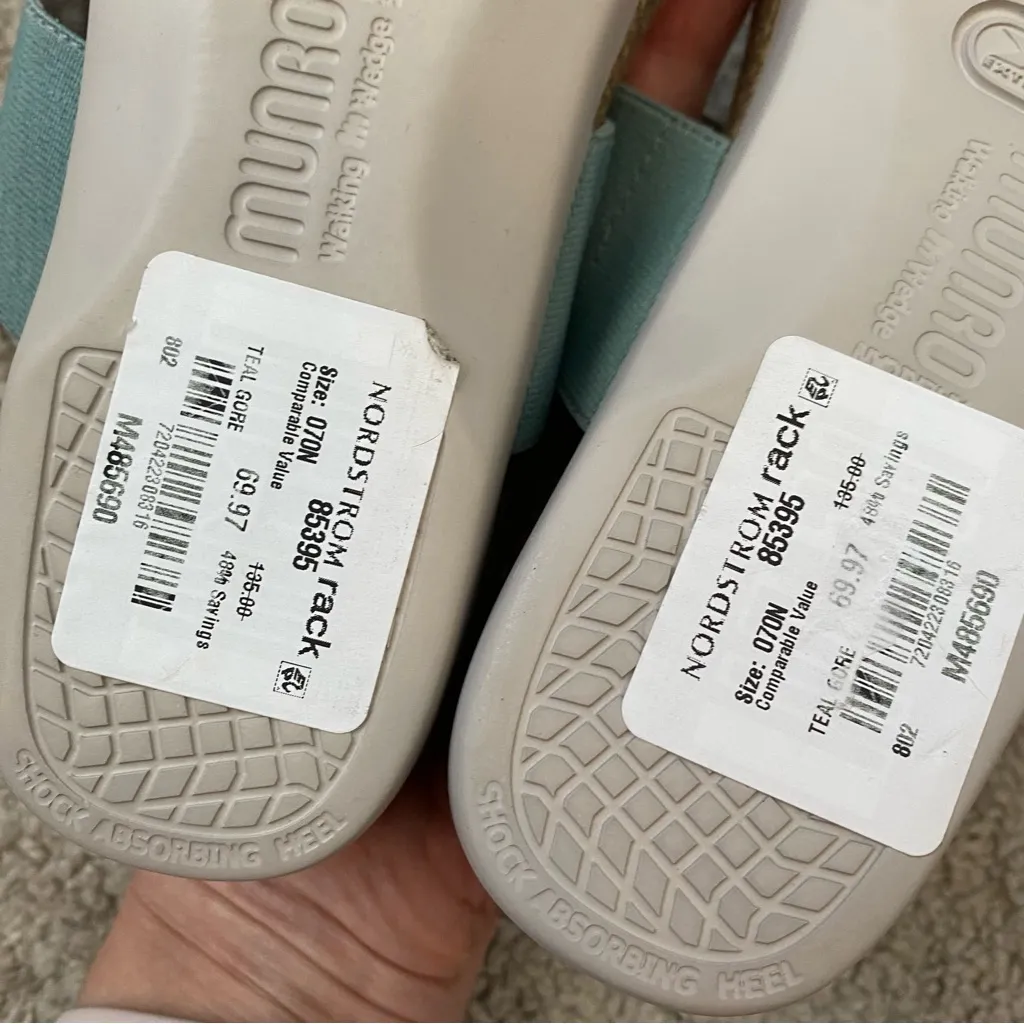 MUNRO
Walking in Wedge
NORDSTROM rack
Size: 070N 85395
Comparable Value 135.00
TEAL GORE 69.97 48% Savings
720422308316
802
M485690
SHOCK ABSORBING HEEL
MUNRO
Walking in Wedge
NORDSTROM rack
Size: 070N 85395
Comparable Value 135.00
TEAL GORE 69.97 48% Savings
720422308316
802
M485690
SHOCK ABSORBING HEEL